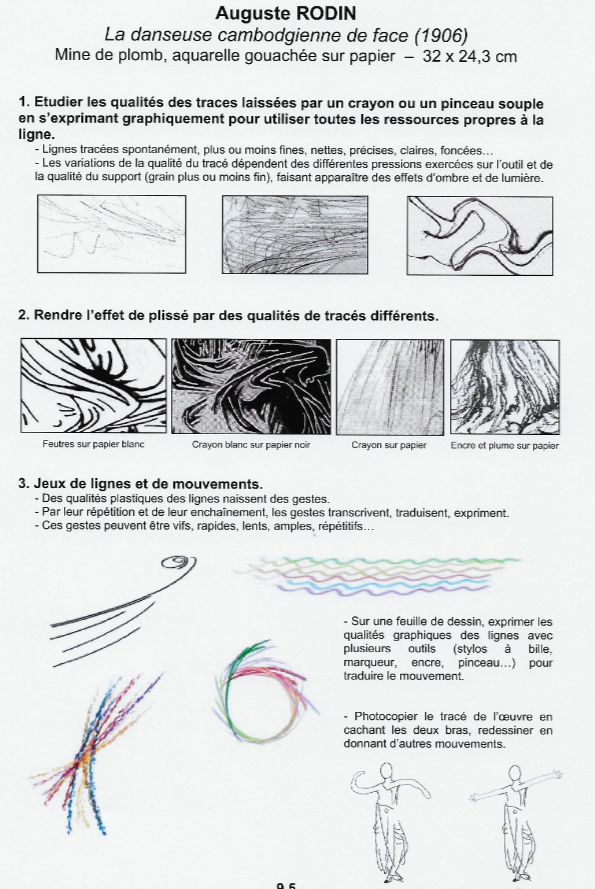 Auguste RODIN
La danseuse cambodgienne de face (1906)
Mine de plomb, aquarelle gouachée sur papier – 32 x 24,3 cm
1. Etudier les qualités des traces laissées par un crayon ou un pinceau souple
en s'exprimant graphiquement pour utiliser toutes les ressources propres à la
ligne.
- Lignes tracées spontanément, plus ou moins fines, nettes, précises, claires, foncées…
- Les variations de la qualité du tracé dépendent des différentes pressions exercées sur l'outil et de
la qualité du support (grain plus ou moins fin), faisant apparaître des effets d'ombre et de lumière.
2. Rendre l'effet de plissé par des qualités de tracés différents.
Feutres sur papier blanc
Crayon blanc sur papier noir
Crayon sur papier
Encre et plume sur papier
3. Jeux de lignes et de mouvements.
- Des qualités plastiques des lignes naissent des gestes.
- Par leur répétition et de leur enchaînement, les gestes transcrivent, traduisent, expriment.
- Ces gestes peuvent être vifs, rapides, lents, amples, répétitifs…
- Sur une feuille de dessin, exprimer les
qualités graphiques des lignes avec
plusieurs outils (stylos à bille,
marqueur, encre, pinceau…) pour
traduire le mouvement.
- Photocopier le tracé de l'œuvre en
cachant les deux bras, redessiner en
donnant d'autres mouvements.